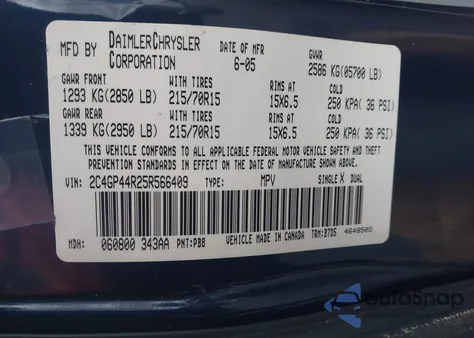 MFD BY DAIMLERCHRYSLER CORPORATION DATE OF MFR 6-05 GVWR 2586 KG(05700 LB)
GAWR FRONT WITH TIRES RIMS AT COLD
1293 KG(2850 LB) 215/70R15 15X6.5 250 KPA( 36 PSI)
GAWR REAR WITH TIRES RIMS AT COLD
1339 KG(2950 LB) 215/70R15 15X6.5 250 KPA( 36 PSI)
THIS VEHICLE CONFORMS TO ALL APPLICABLE FEDERAL MOTOR VEHICLE SAFETY AND
THEFT PREVENTION STANDARDS IN EFFECT ON THE DATE OF MANUFACTURE SHOWN ABOVE.
VIN: 2C4GP44R25R566409 TYPE: MPV SINGLE X DUAL
MDH: 060800 343AA PNT:PB8 VEHICLE MADE IN CANADA TRM:B7D5 4648505
AutoSnap